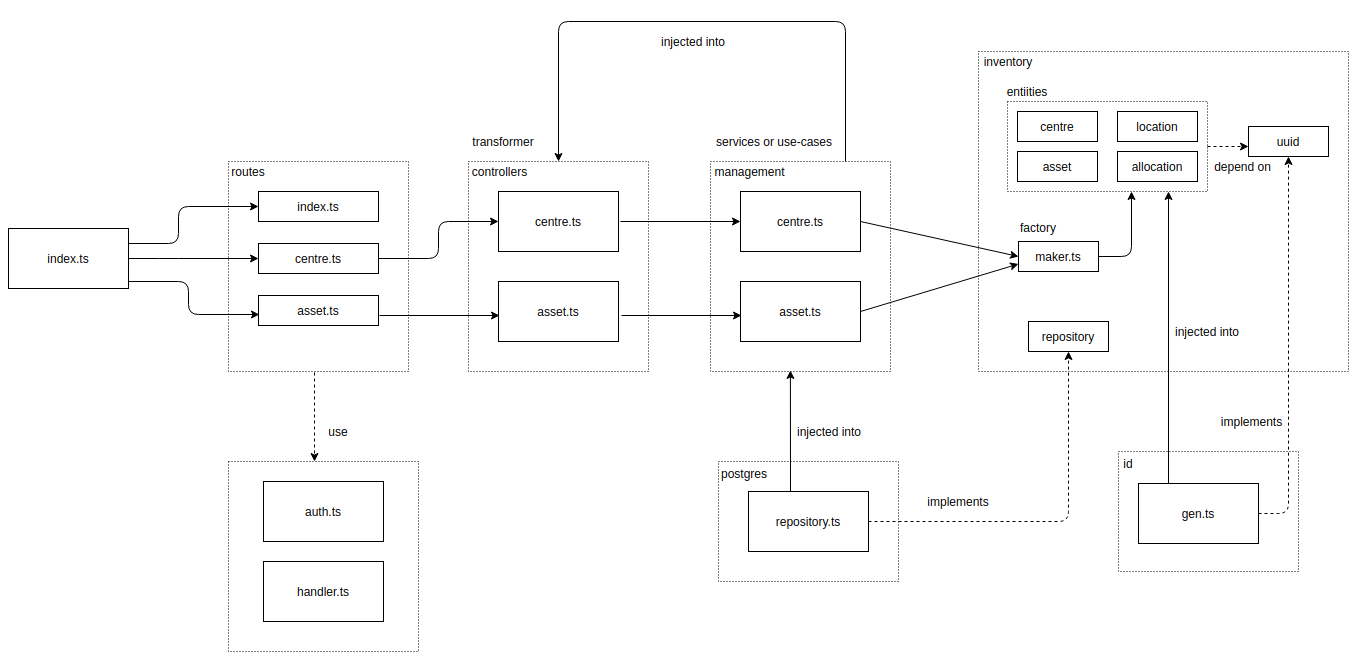 injected into
inventory
entiities
centre
location
uuid
asset
allocation
depend on
transformer
services or use-cases
routes
controllers
management
index.ts
index.ts
centre.ts
asset.ts
centre.ts
asset.ts
centre.ts
asset.ts
factory
maker.ts
repository
injected into
use
injected into
implements
auth.ts
handler.ts
postgres
repository.ts
implements
id
gen.ts